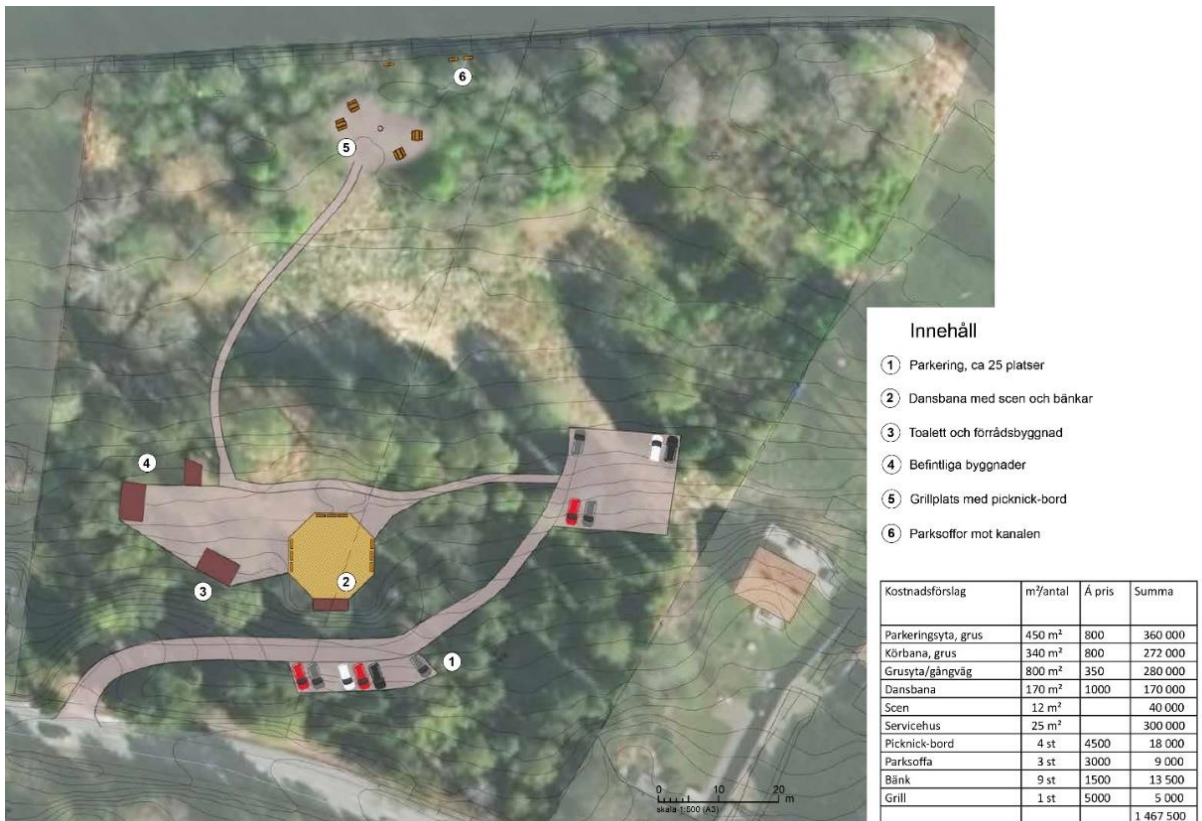 6
5
4
3
2
1
0 10 20
m
skala 1:500 (A3)
Innehåll
1 Parkering, ca 25 platser
2 Dansbana med scen och bänkar
3 Toalett och förrådsbyggnad
4 Befintliga byggnader
5 Grillplats med picknick-bord
6 Parksoffor mot kanalen
Kostnadsförslag m²/antal Á pris Summa
Parkeringsyta, grus 450 m² 800 360 000
Körbana, grus 340 m² 800 272 000
Grusyta/gångväg 800 m² 350 280 000
Dansbana 170 m² 1000 170 000
Scen 12 m² 40 000
Servicehus 25 m² 300 000
Picknick-bord 4 st 4500 18 000
Parksoffa 3 st 3000 9 000
Bänk 9 st 1500 13 500
Grill 1 st 5000 5 000
1 467 500